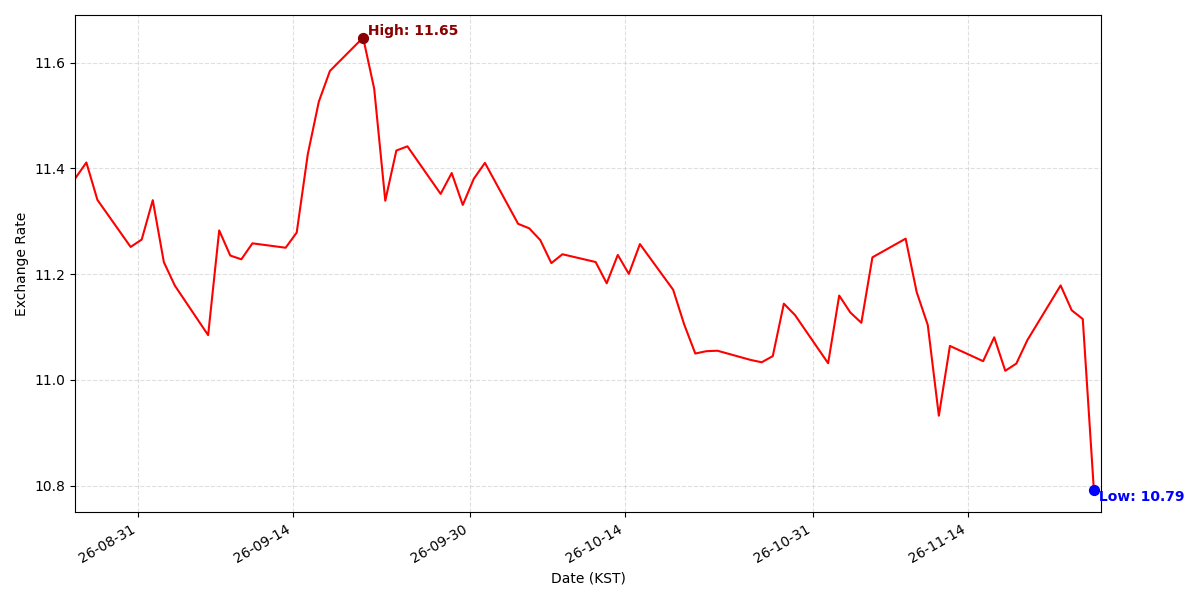 High: 11.65
11.6
11.4
11.2
11.0
10.8
Exchange Rate
Low: 10.79
26-08-31
26-09-14
26-09-30
26-10-14
26-10-31
26-11-14
Date (KST)